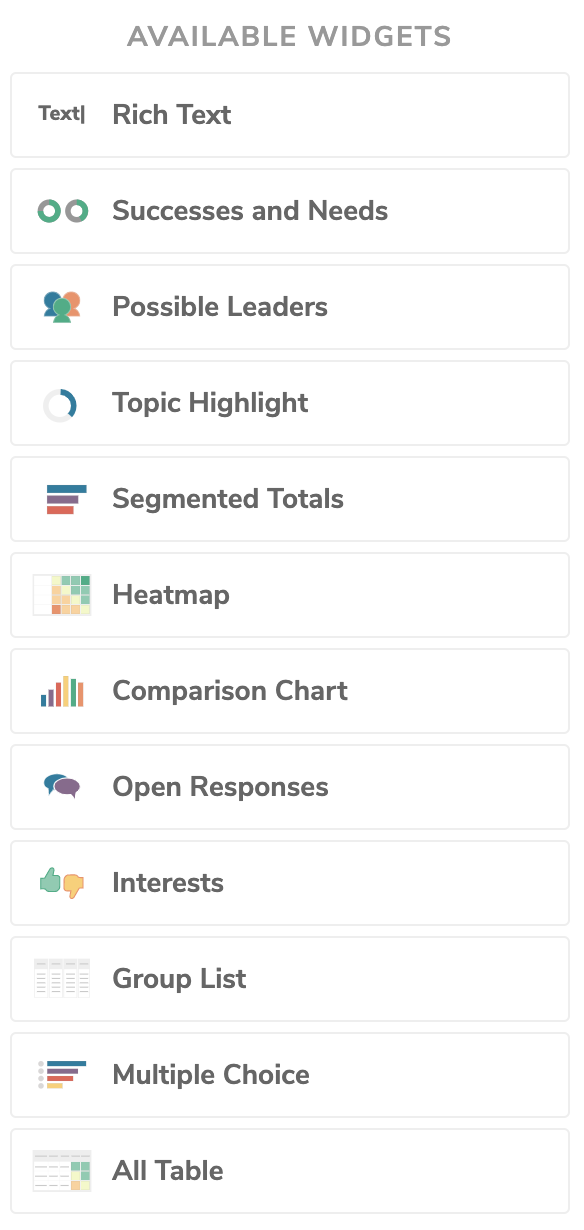 AVAILABLE WIDGETS
Text| Rich Text
Successes and Needs
Possible Leaders
Topic Highlight
Segmented Totals
Heatmap
Comparison Chart
Open Responses
Interests
Group List
Multiple Choice
All Table